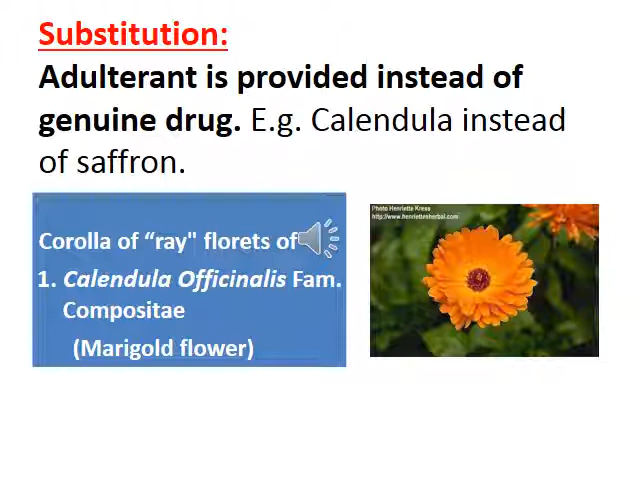 Substitution:
Adulterant is provided instead of
genuine drug. E.g. Calendula instead
of saffron.
Corolla of “ray" florets of
1. Calendula Officinalis Fam.
Compositae
(Marigold flower)
Photo Henriette Kress
http://www.henriettesherbal.com